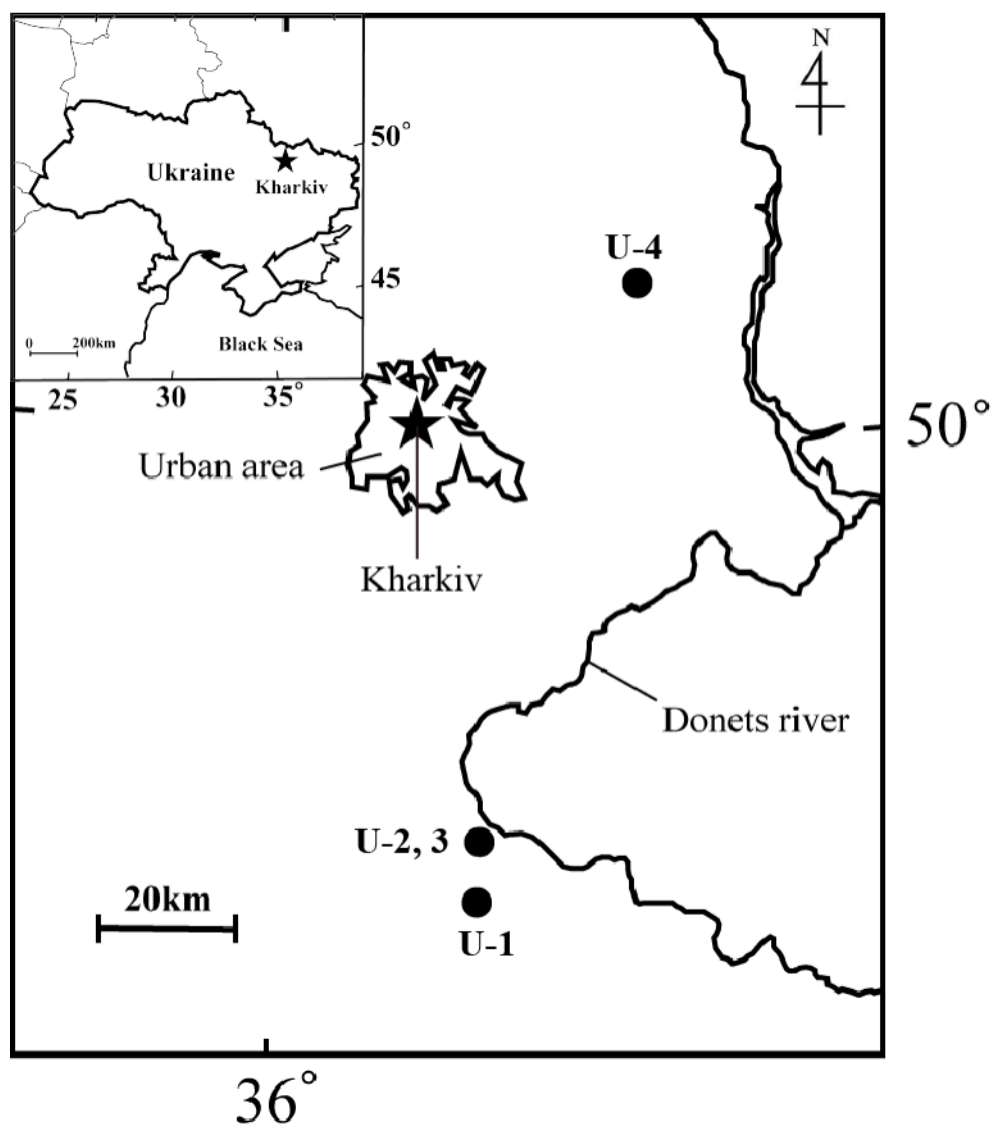 N
50°
Ukraine
Kharkiv
45
0 200km
Black Sea
25 30 35°
U-4
50°
Urban area
Kharkiv
Donets river
U-2, 3
20km
U-1
36°